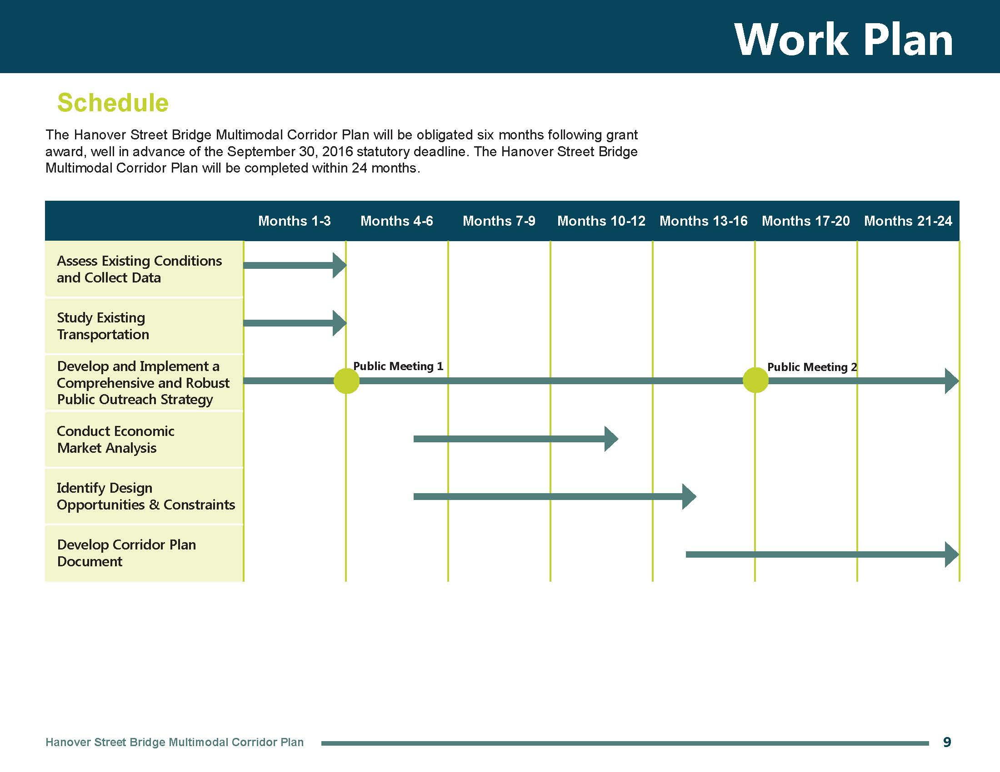 Work Plan
Schedule
The Hanover Street Bridge Multimodal Corridor Plan will be obligated six months following grant
award, well in advance of the September 30, 2016 statutory deadline. The Hanover Street Bridge
Multimodal Corridor Plan will be completed within 24 months.
Months 1-3 Months 4-6 Months 7-9 Months 10-12 Months 13-16 Months 17-20 Months 21-24
Assess Existing Conditions
and Collect Data
Study Existing
Transportation
Develop and Implement a
Comprehensive and Robust
Public Outreach Strategy
Public Meeting 1
Public Meeting 2
Conduct Economic
Market Analysis
Identify Design
Opportunities & Constraints
Develop Corridor Plan
Document
Hanover Street Bridge Multimodal Corridor Plan 9